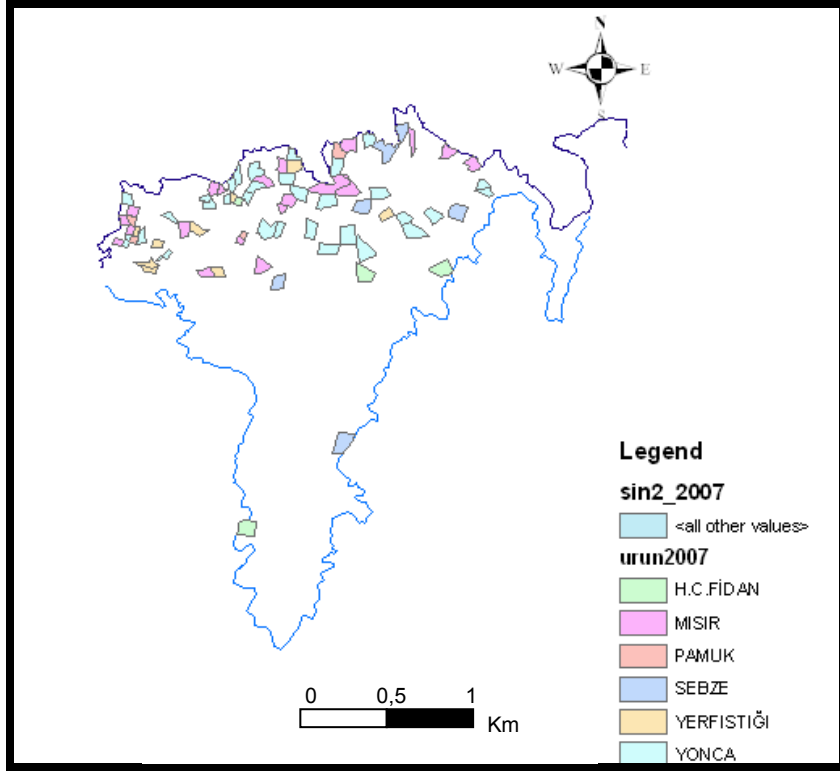 N
W E
S
Legend
sin2_2007
<all other values>
urun2007
H.C.FİDAN
MISIR
PAMUK
SEBZE
YERFISTIĞI
YONCA
0 0,5 1
Km